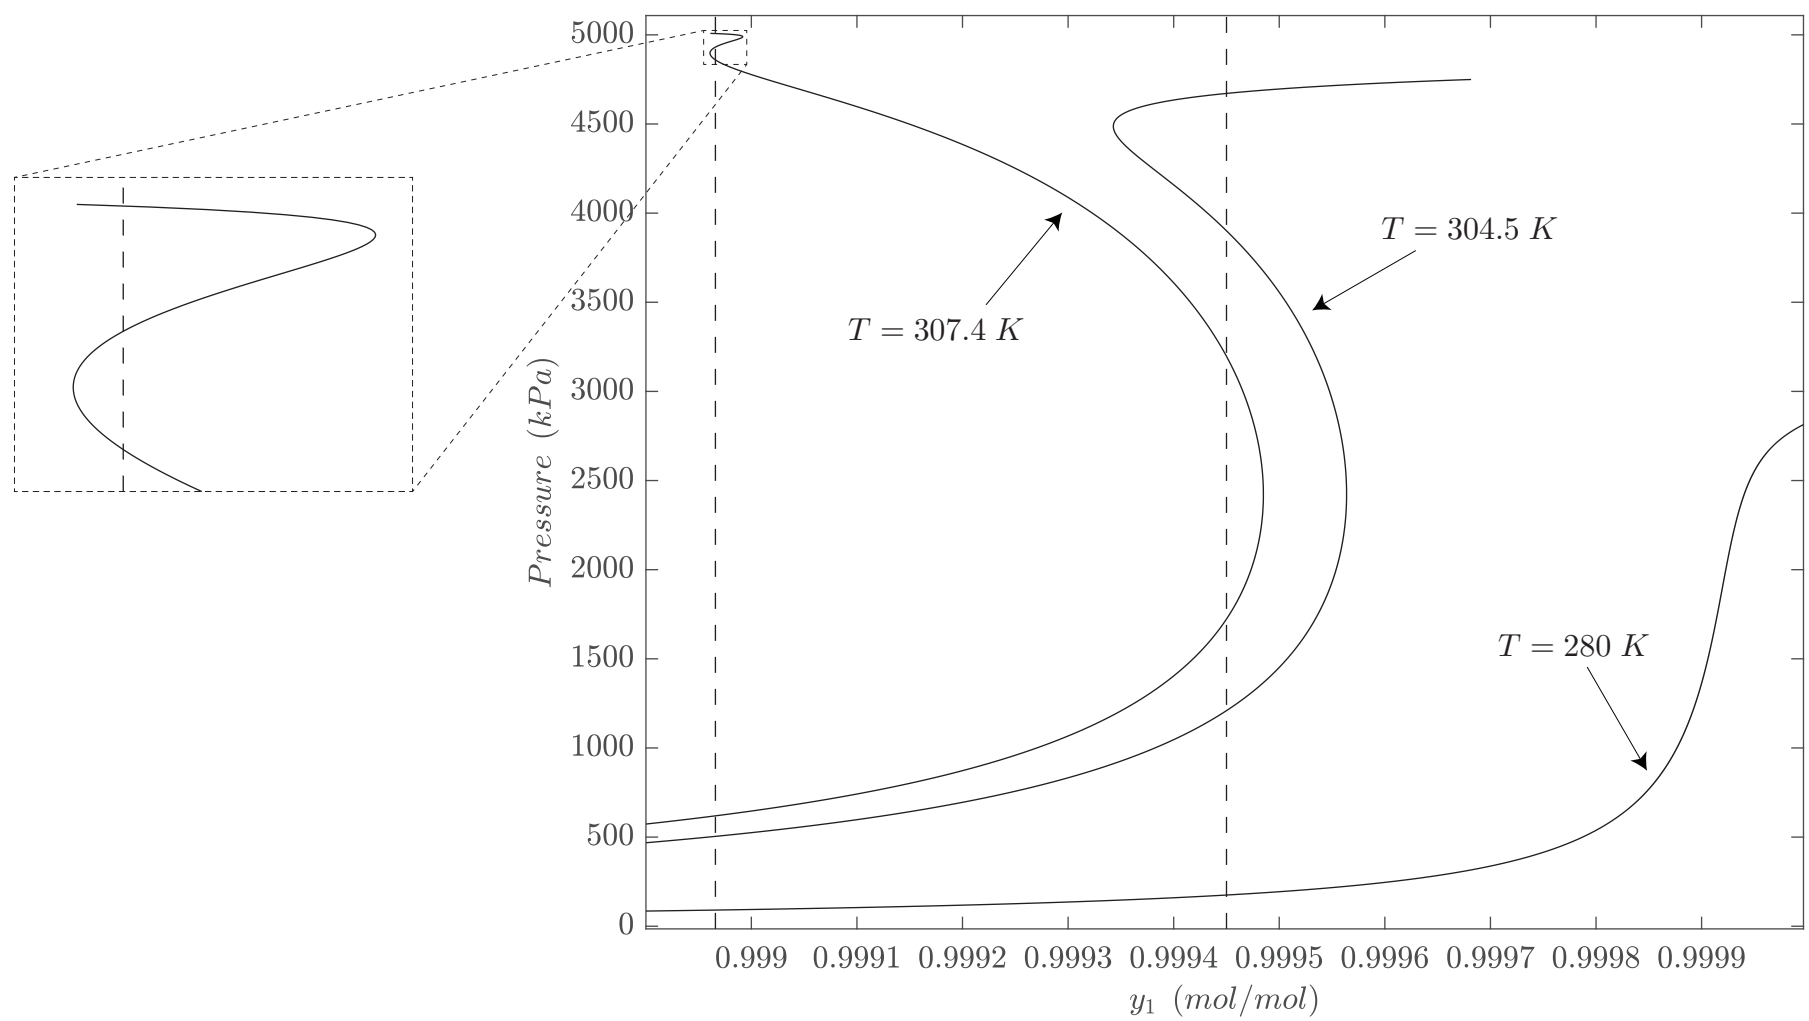 5000
4500
4000
3500
3000
2500
2000
1500
1000
500
0
Pressure (kPa)
T = 307.4 K
T = 304.5 K
T = 280 K
0.999 0.9991 0.9992 0.9993 0.9994 0.9995 0.9996 0.9997 0.9998 0.9999
y₁ (mol/mol)